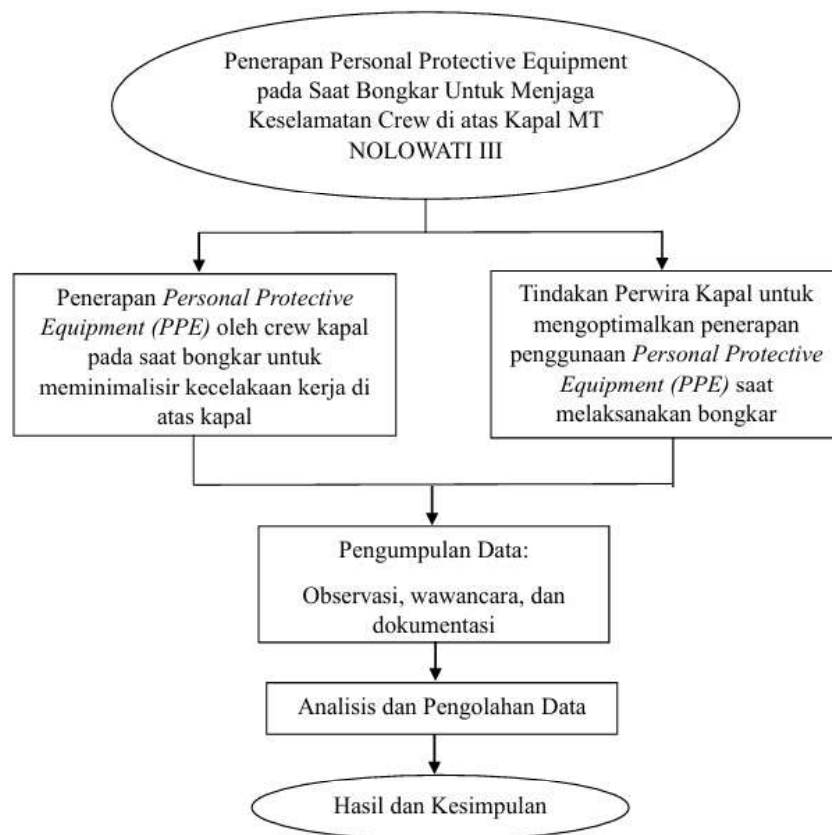 Penerapan Personal Protective Equipment
pada Saat Bongkar Untuk Menjaga
Keselamatan Crew di atas Kapal MT
NOLOWATI III
Penerapan Personal Protective
Equipment (PPE) oleh crew kapal
pada saat bongkar untuk
meminimalisir kecelakaan kerja di
atas kapal
Tindakan Perwira Kapal untuk
mengoptimalkan penerapan
penggunaan Personal Protective
Equipment (PPE) saat
melaksanakan bongkar
Pengumpulan Data:
Observasi, wawancara, dan
dokumentasi
Analisis dan Pengolahan Data
Hasil dan Kesimpulan